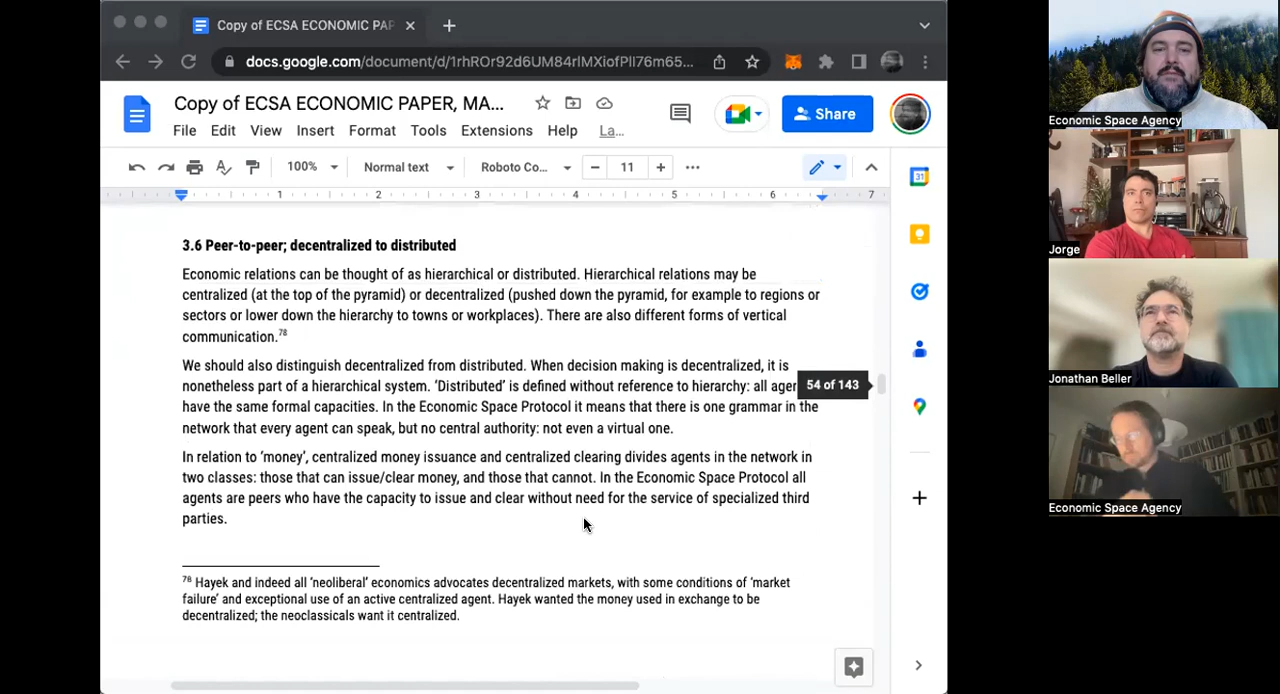 Copy of ECSA ECONOMIC PAP
docs.google.com/document/d/1rhROr92d6UM84rlMXiofPlI76m65...
Copy of ECSA ECONOMIC PAPER, MA...
Share
File Edit View Insert Format Tools Extensions Help La...
100% Normal text Roboto Co... 11
1 2 3 4 5 6 7
31
3.6 Peer-to-peer; decentralized to distributed
Economic relations can be thought of as hierarchical or distributed. Hierarchical relations may be
centralized (at the top of the pyramid) or decentralized (pushed down the pyramid, for example to regions or
sectors or lower down the hierarchy to towns or workplaces). There are also different forms of vertical
communication.78
We should also distinguish decentralized from distributed. When decision making is decentralized, it is
nonetheless part of a hierarchical system. ‘Distributed’ is defined without reference to hierarchy: all agen
54 of 143
have the same formal capacities. In the Economic Space Protocol it means that there is one grammar in the
network that every agent can speak, but no central authority: not even a virtual one.
In relation to ‘money’, centralized money issuance and centralized clearing divides agents in the network in
two classes: those that can issue/clear money, and those that cannot. In the Economic Space Protocol all
agents are peers who have the capacity to issue and clear without need for the service of specialized third
parties.
78 Hayek and indeed all ‘neoliberal’ economics advocates decentralized markets, with some conditions of ‘market
failure’ and exceptional use of an active centralized agent. Hayek wanted the money used in exchange to be
decentralized; the neoclassicals want it centralized.
Economic Space Agency
Jorge
Jonathan Beller
Economic Space Agency